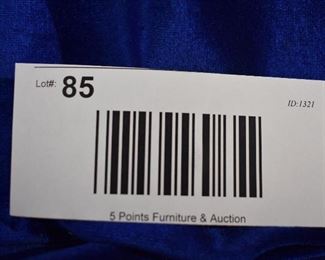 Lot#: 85
ID:1321
5 Points Furniture & Auction